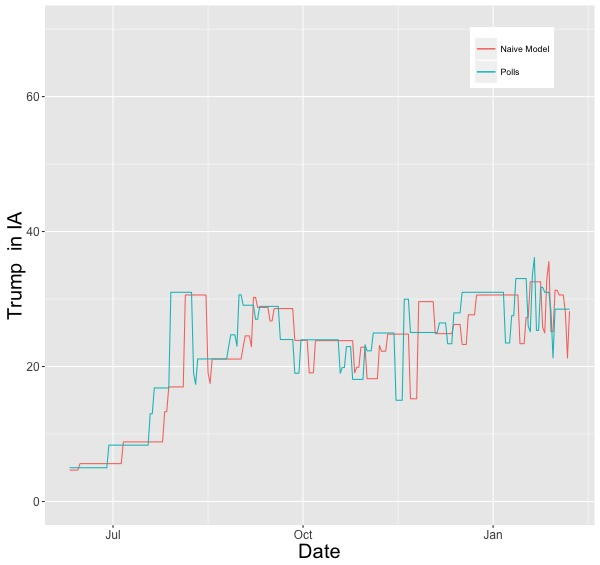 Naive Model
Polls
60
40
20
0
Trump in IA
Jul
Oct
Jan
Date